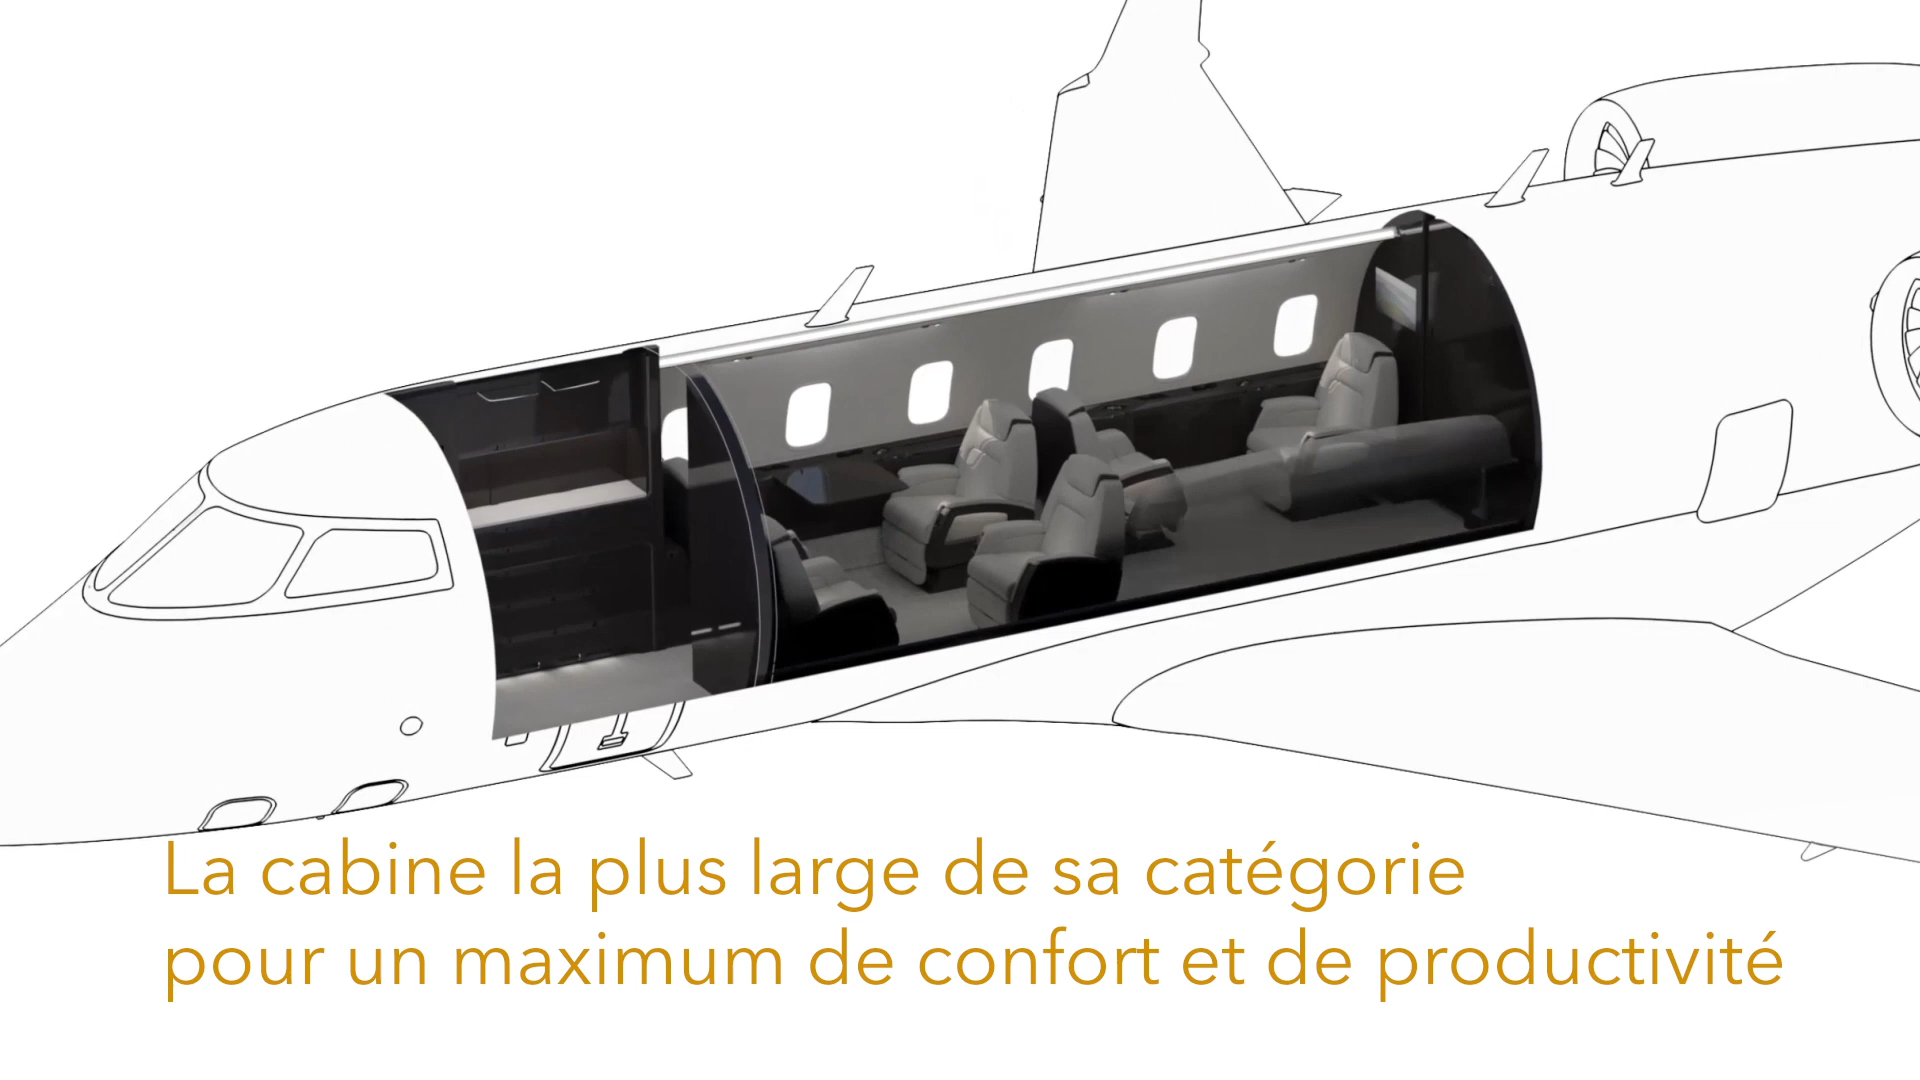 La cabine la plus large de sa catégorie
pour un maximum de confort et de productivité